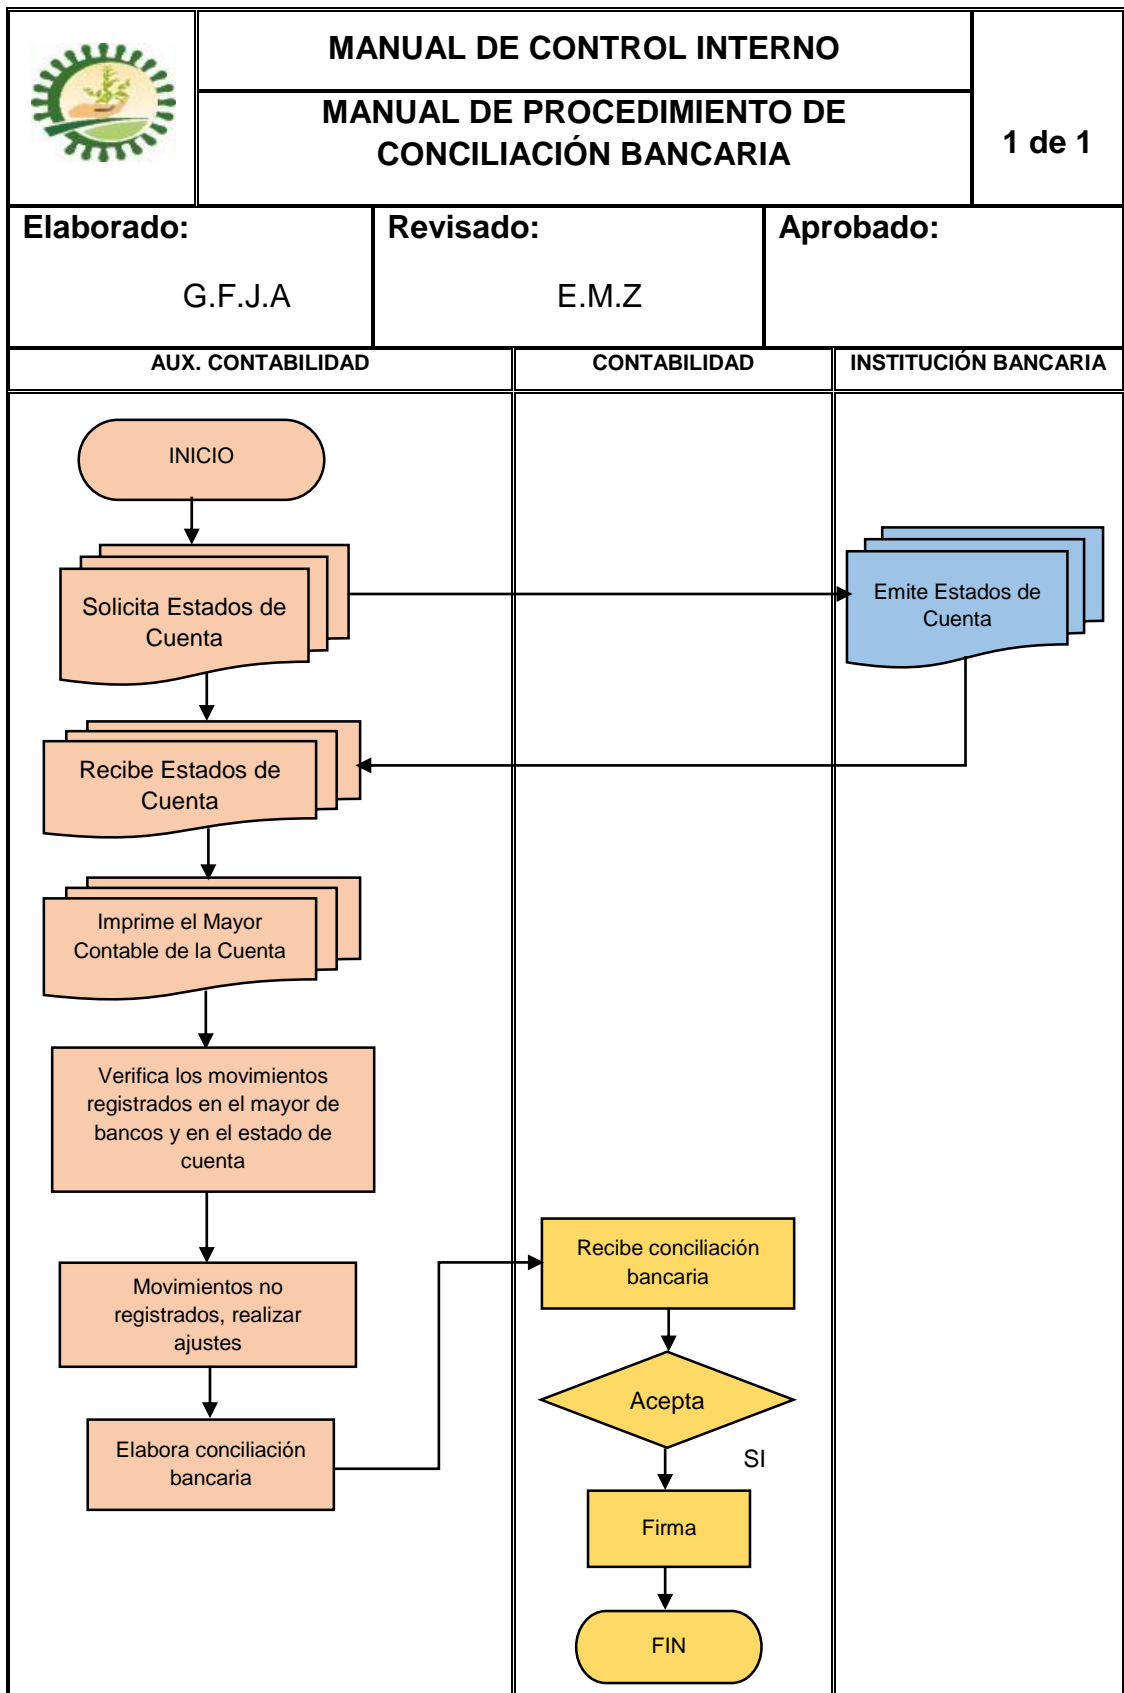 MANUAL DE CONTROL INTERNO
MANUAL DE PROCEDIMIENTO DE
CONCILIACIÓN BANCARIA
1 de 1
Elaborado:
G.F.J.A
Revisado:
E.M.Z
Aprobado:
AUX. CONTABILIDAD
CONTABILIDAD
INSTITUCIÓN BANCARIA
INICIO
Solicita Estados de
Cuenta
Emite Estados de
Cuenta
Recibe Estados de
Cuenta
Imprime el Mayor
Contable de la Cuenta
Verifica los movimientos
registrados en el mayor de
bancos y en el estado de
cuenta
Movimientos no
registrados, realizar
ajustes
Elabora conciliación
bancaria
Recibe conciliación
bancaria
Acepta
SI
Firma
FIN